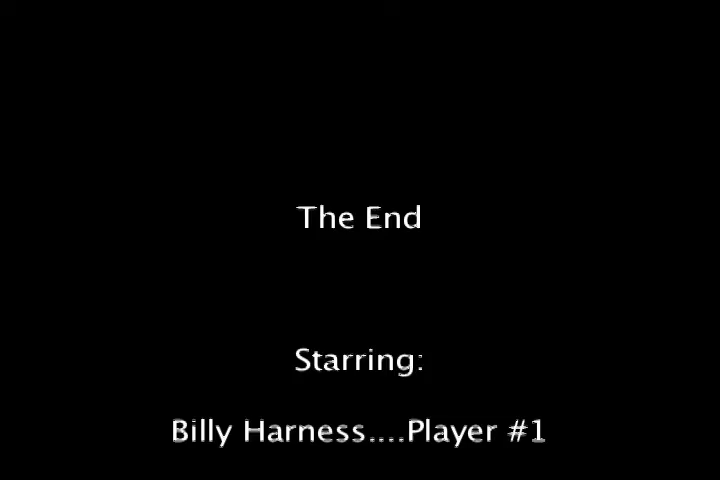 The End
Starring:
Billy Harness....Player #1